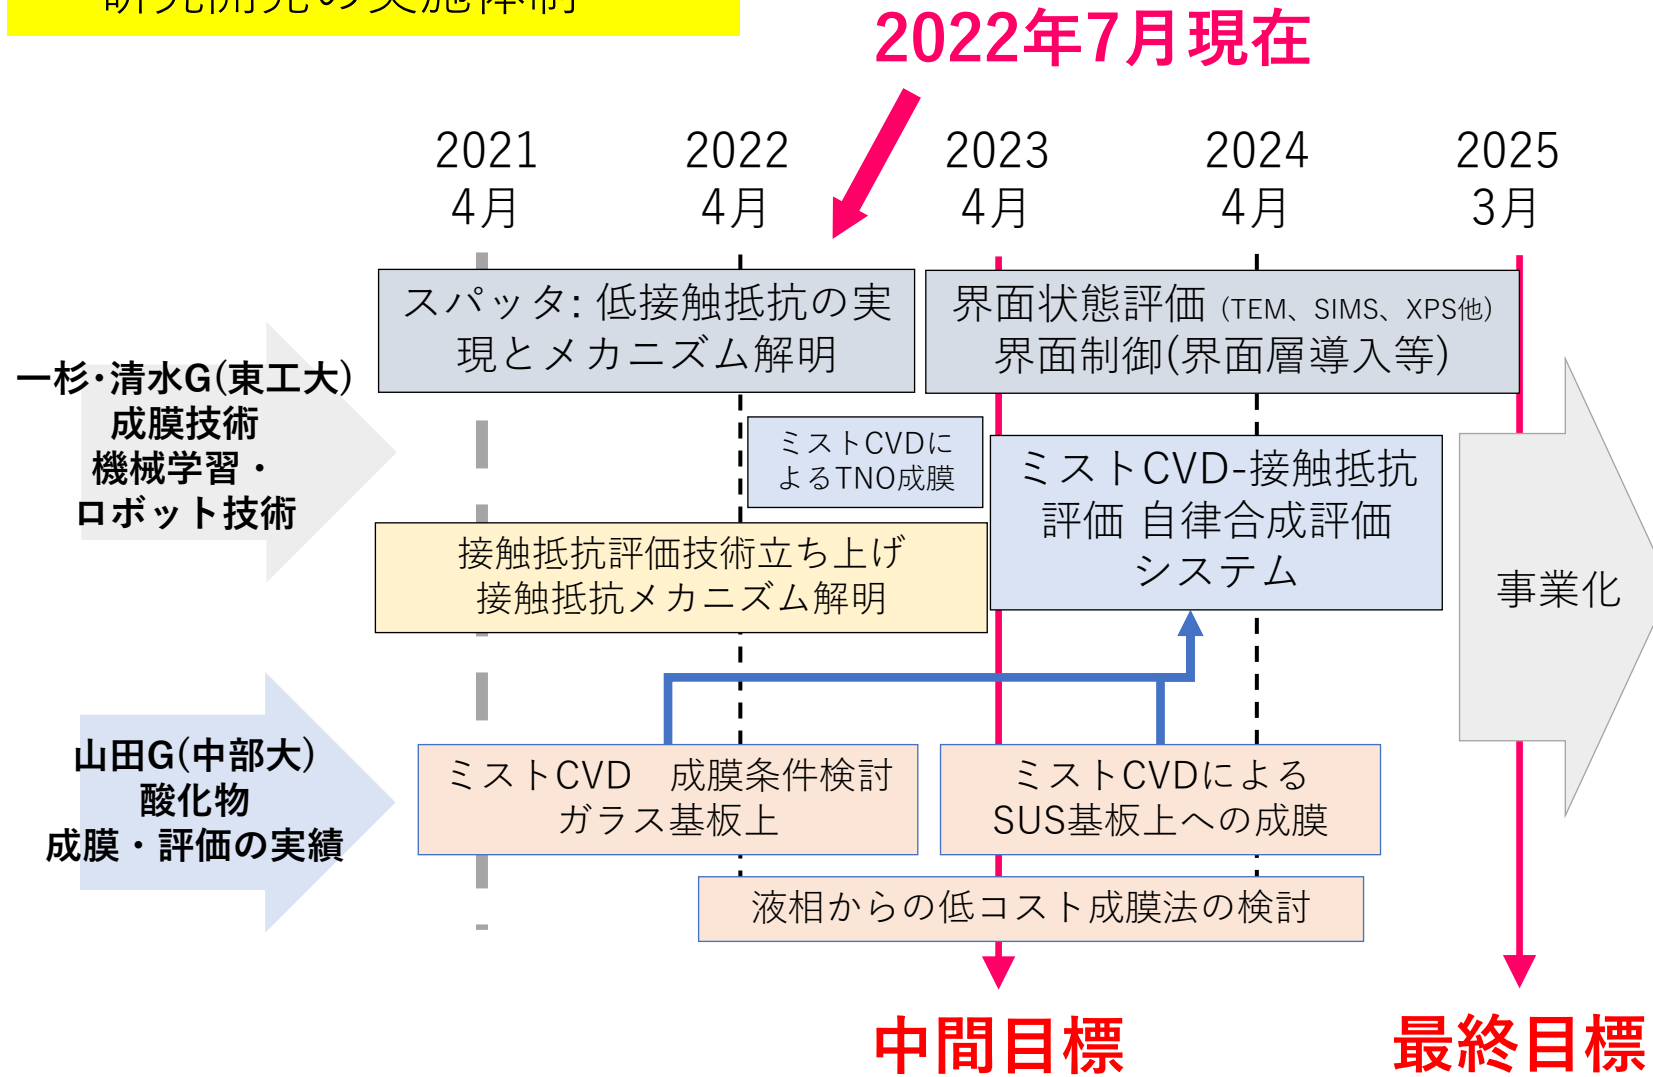 研究開発の実施体制
2022年7月現在
2021
4月
2022
4月
2023
4月
2024
4月
2025
3月
一杉・清水G(東工大)
成膜技術
機械学習・
ロボット技術
スパッタ: 低接触抵抗の実
現とメカニズム解明
界面状態評価 (TEM、SIMS、XPS他)
界面制御(界面層導入等)
ミストCVDに
よるTNO成膜
ミストCVD-接触抵抗
評価 自律合成評価
システム
接触抵抗評価技術立ち上げ
接触抵抗メカニズム解明
事業化
山田G(中部大)
酸化物
成膜・評価の実績
ミストCVD　成膜条件検討
ガラス基板上
ミストCVDによる
SUS基板上への成膜
液相からの低コスト成膜法の検討
中間目標
最終目標